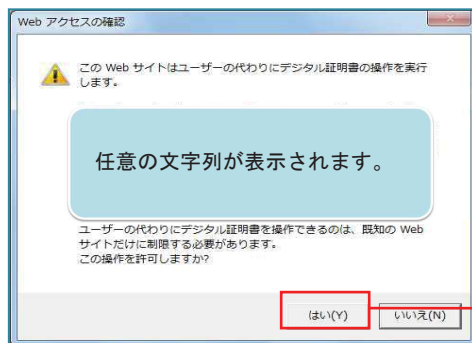 Web アクセスの確認
この Web サイトはユーザーの代わりにデジタル証明書の操作を実行
します。
任意の文字列が表示されます。
ユーザーの代わりにデジタル証明書を操作できるのは、既知の Web
サイトだけに制限する必要があります。
この操作を許可しますか?
はい(Y)
いいえ(N)